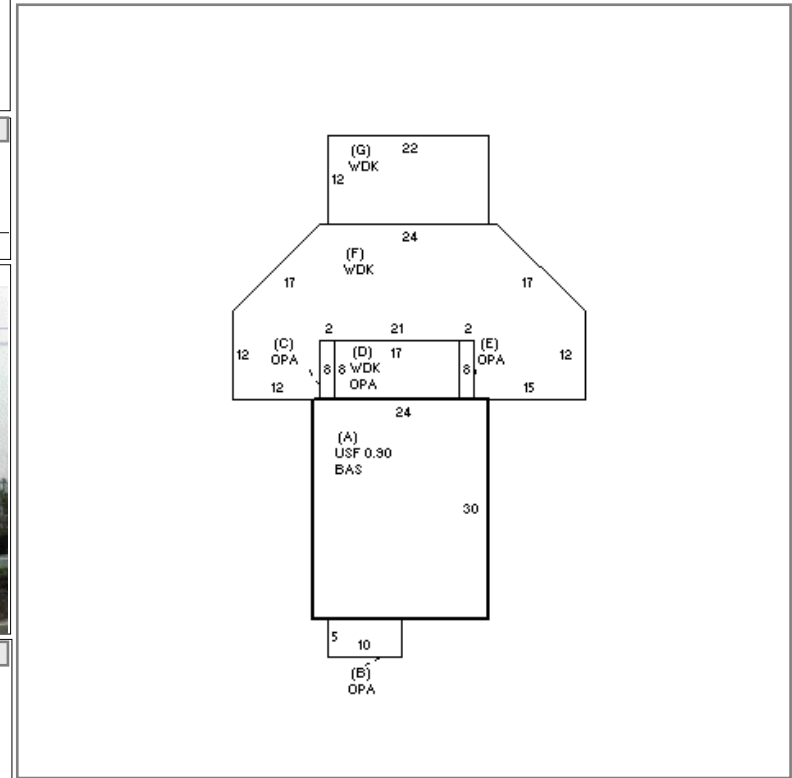 (G) 22
WDK
12
24
(F)
WDK
17 17
2 21 2
(C) (D) 17 (E)
OPA WDK OPA
12 8 8 8 12
OPA
12 15
24
(A)
USF 0.90
BAS
30
5
10
(B)
OPA